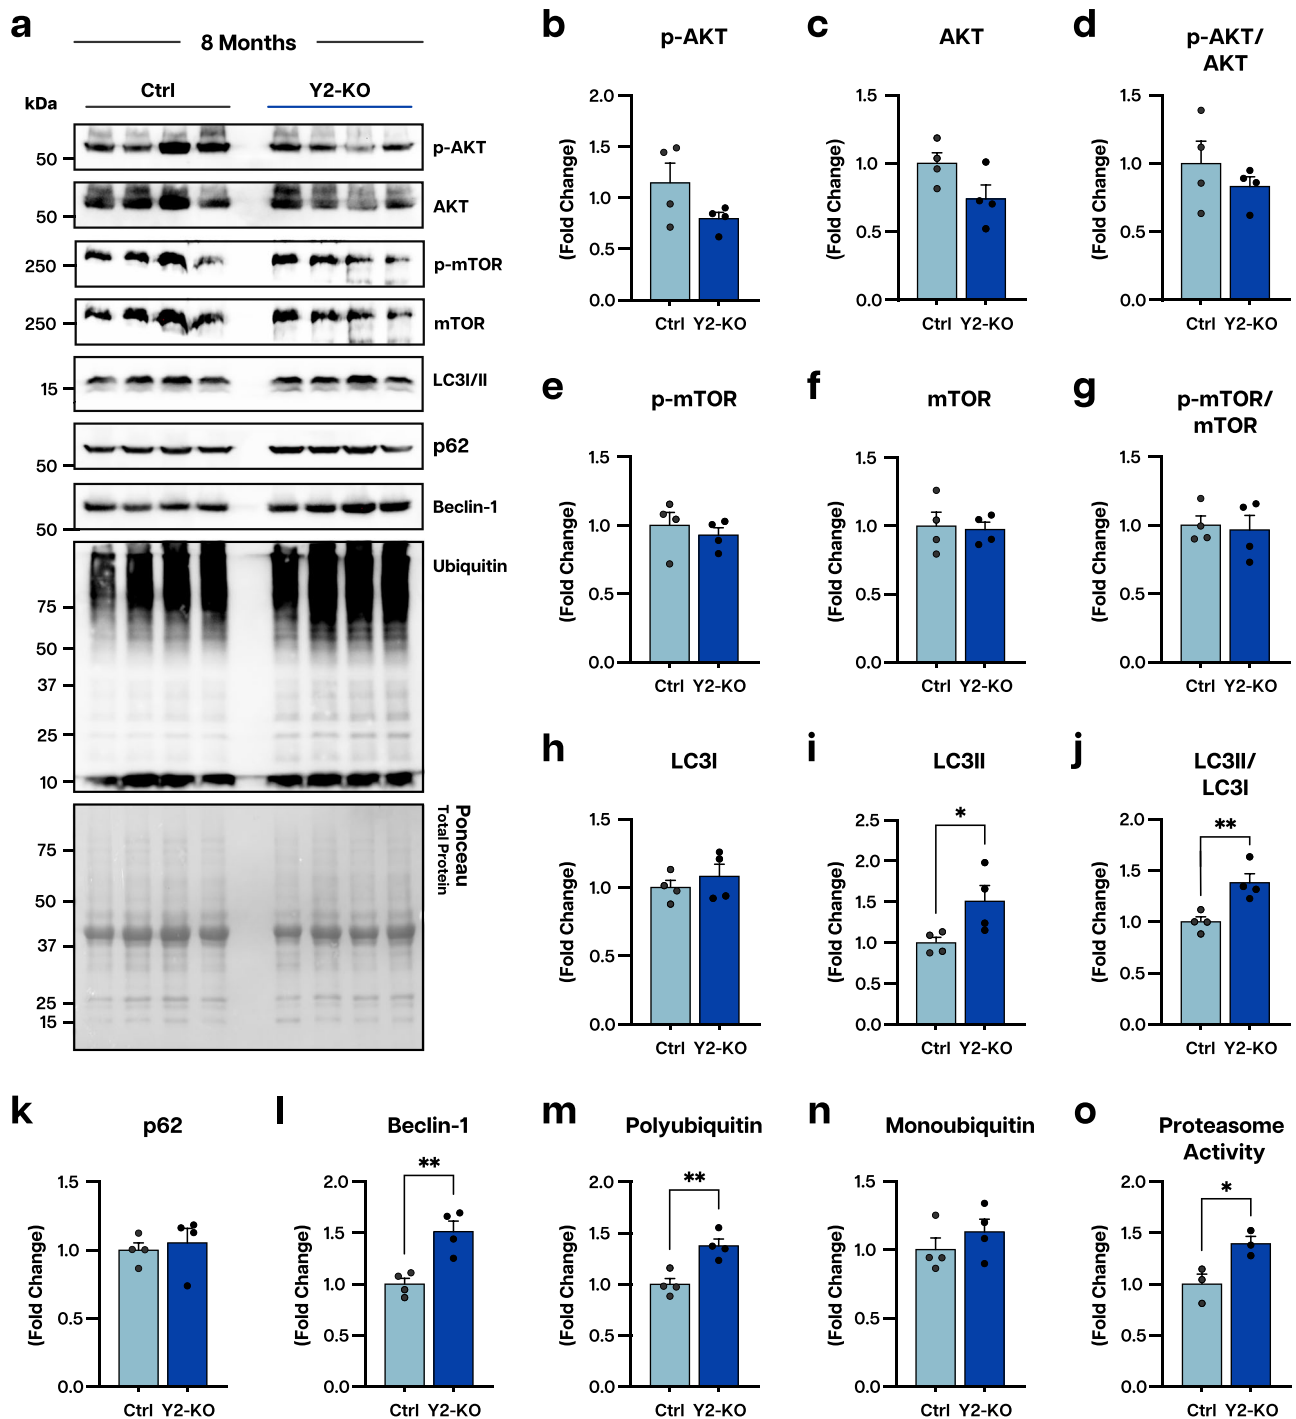 a
8 Months
Ctrl Y2-KO
kDa
p-AKT
50
AKT
50
p-mTOR
250
mTOR
250
LC3I/II
15
p62
50
Beclin-1
50
Ubiquitin
75
50
37
25
10
Ponceau
Total Protein
75
50
37
25
15
b
p-AKT
(Fold Change)
2.0
1.5
1.0
0.5
0.0
Ctrl Y2-KO
c
AKT
(Fold Change)
1.5
1.0
0.5
0.0
Ctrl Y2-KO
d
p-AKT/
AKT
(Fold Change)
1.5
1.0
0.5
0.0
Ctrl Y2-KO
e
p-mTOR
(Fold Change)
1.5
1.0
0.5
0.0
Ctrl Y2-KO
f
mTOR
(Fold Change)
1.5
1.0
0.5
0.0
Ctrl Y2-KO
g
p-mTOR/
mTOR
(Fold Change)
1.5
1.0
0.5
0.0
Ctrl Y2-KO
h
LC3I
(Fold Change)
1.5
1.0
0.5
0.0
Ctrl Y2-KO
i
LC3II
(Fold Change)
2.5
2.0
1.5
1.0
0.5
0.0
*
Ctrl Y2-KO
j
LC3II/
LC3I
(Fold Change)
2.0
1.5
1.0
0.5
0.0
**
Ctrl Y2-KO
k
p62
(Fold Change)
1.5
1.0
0.5
0.0
Ctrl Y2-KO
l
Beclin-1
(Fold Change)
2.0
1.5
1.0
0.5
0.0
**
Ctrl Y2-KO
m
Polyubiquitin
(Fold Change)
2.0
1.5
1.0
0.5
0.0
**
Ctrl Y2-KO
n
Monoubiquitin
(Fold Change)
1.5
1.0
0.5
0.0
Ctrl Y2-KO
o
Proteasome
Activity
(Fold Change)
2.0
1.5
1.0
0.5
0.0
*
Ctrl Y2-KO